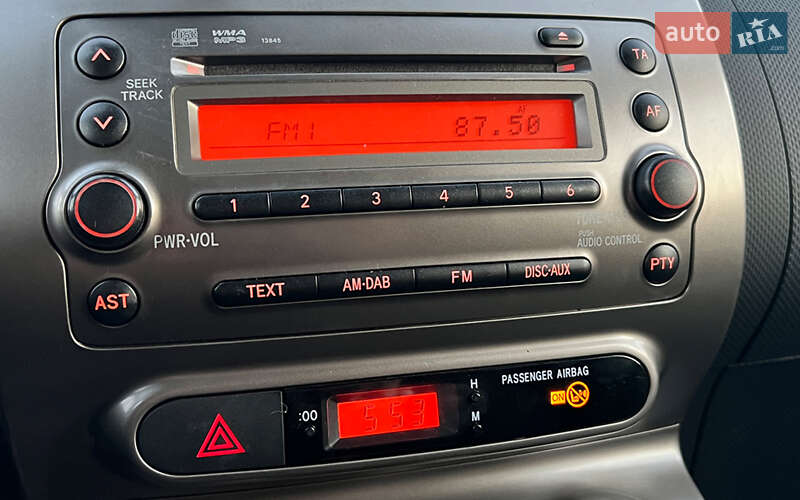 WMA
MP3
13845
auto RIA
TA
SEEK
TRACK
AF
AF
FM1 87.50
1 2 3 4 5 6
PWR·VOL
PUSH
AUDIO CONTROL
AST
TEXT
AM·DAB
FM
DISC·AUX
PTY
PASSENGER AIRBAG
:00
5:53
H
M
ON